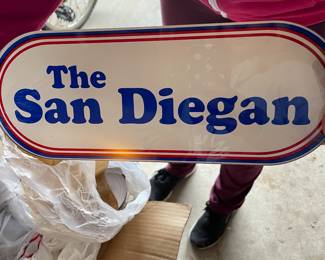 The
San Diegan